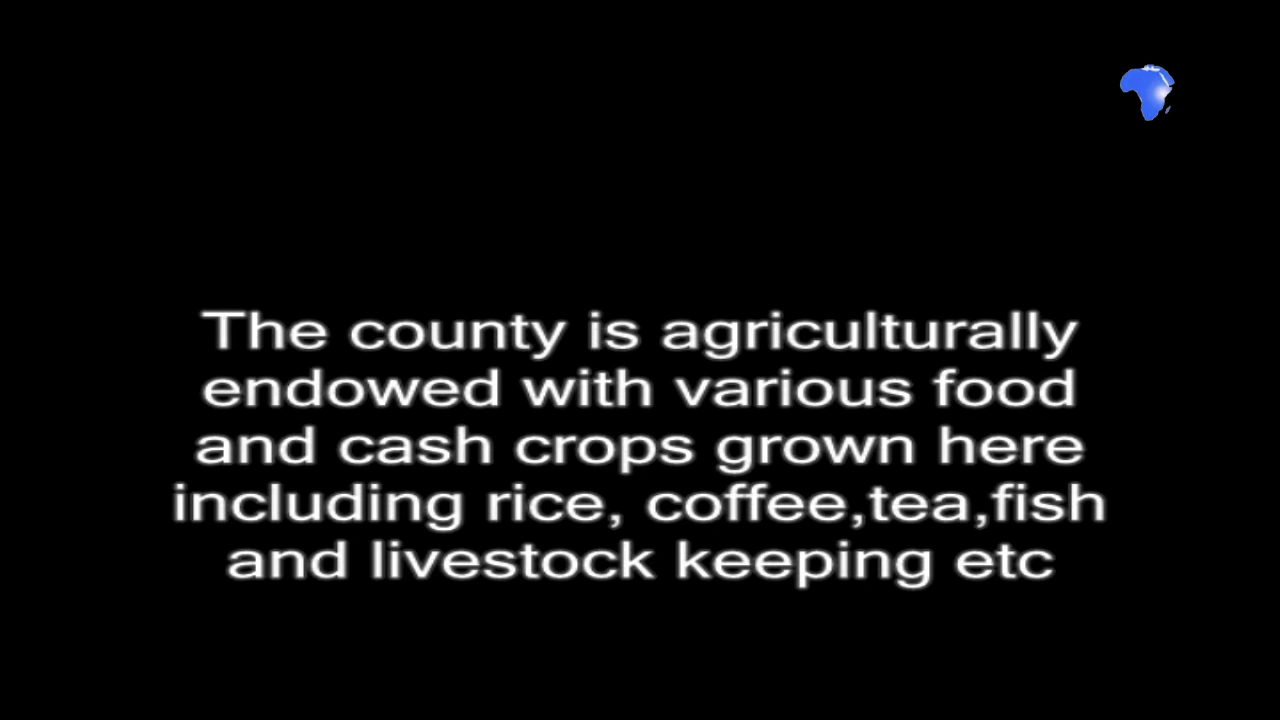 The county is agriculturally
endowed with various food
and cash crops grown here
including rice, coffee,tea,fish
and livestock keeping etc